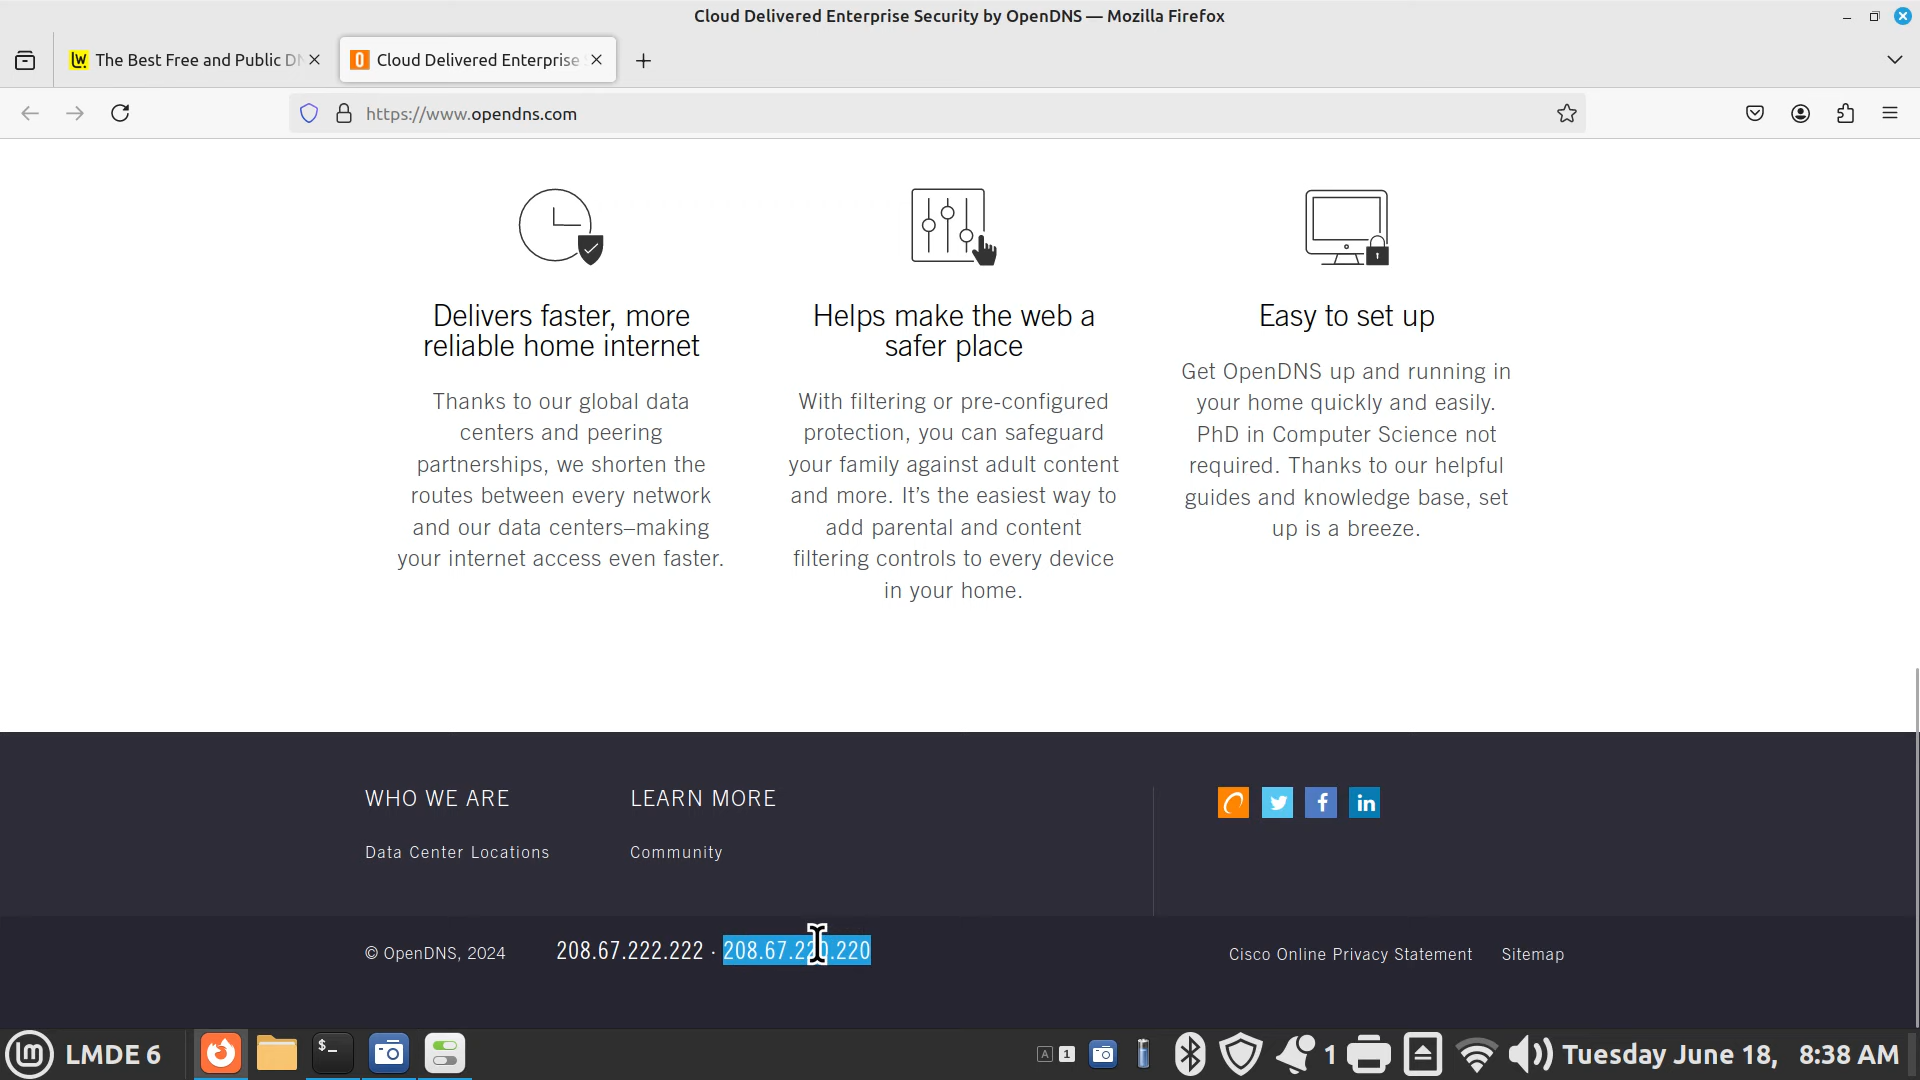 Cloud Delivered Enterprise Security by OpenDNS — Mozilla Firefox
The Best Free and Public DN
Cloud Delivered Enterprise
https://www.opendns.com
Delivers faster, more
reliable home internet
Thanks to our global data
centers and peering
partnerships, we shorten the
routes between every network
and our data centers–making
your internet access even faster.
Helps make the web a
safer place
With filtering or pre-configured
protection, you can safeguard
your family against adult content
and more. It’s the easiest way to
add parental and content
filtering controls to every device
in your home.
Easy to set up
Get OpenDNS up and running in
your home quickly and easily.
PhD in Computer Science not
required. Thanks to our helpful
guides and knowledge base, set
up is a breeze.
WHO WE ARE
Data Center Locations
LEARN MORE
Community
© OpenDNS, 2024
208.67.222.222 · 208.67.220.220
Cisco Online Privacy Statement
Sitemap
LMDE 6
A 1
1
Tuesday June 18, 8:38 AM